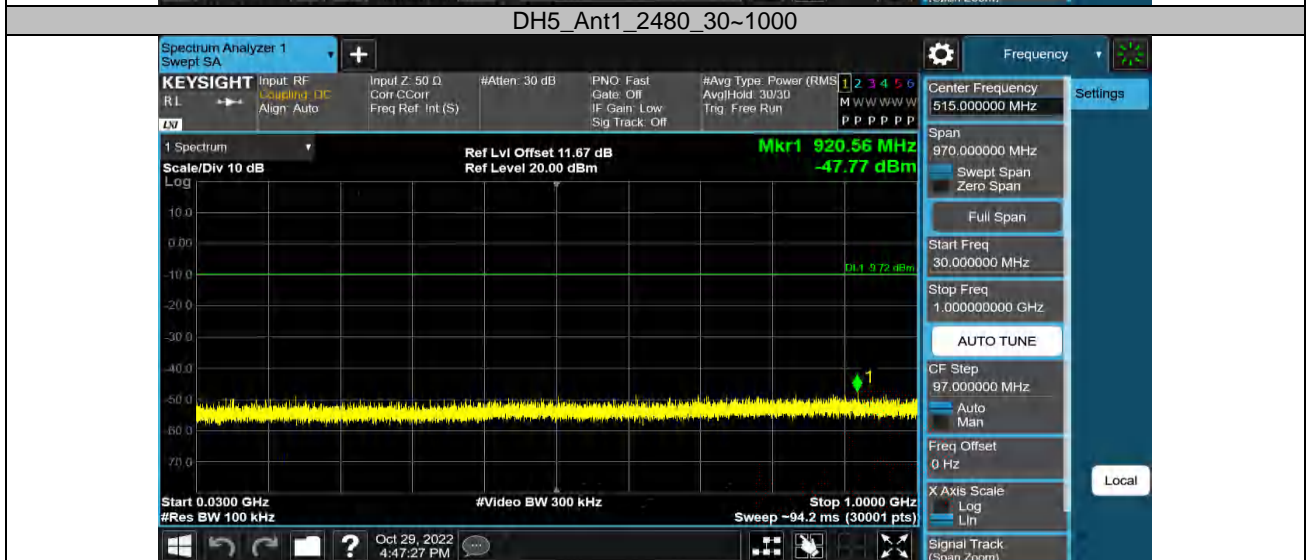 DH5_Ant1_2480_30~1000
Spectrum Analyzer 1
Swept SA
Frequency
KEYSIGHT
RL
LXI
Input: RF
Coupling: DC
Align: Auto
Input Z: 50 Ω
Corr CCorr
Freq Ref: Int (S)
#Atten: 30 dB
PNO: Fast
Gate: Off
IF Gain: Low
Sig Track: Off
#Avg Type: Power (RMS
Avg|Hold: 30/30
Trig: Free Run
1 2 3 4 5 6
M W W W W W
P P P P P P
Center Frequency
515.000000 MHz
Settings
Span
970.000000 MHz
Swept Span
Zero Span
Full Span
Start Freq
30.000000 MHz
Stop Freq
1.000000000 GHz
AUTO TUNE
CF Step
97.000000 MHz
Auto
Man
Freq Offset
0 Hz
X Axis Scale
Log
Lin
Signal Track
(Span Zoom)
Local
1 Spectrum
Scale/Div 10 dB
Log
Ref Lvl Offset 11.67 dB
Ref Level 20.00 dBm
Mkr1 920.56 MHz
-47.77 dBm
10.0
0.00
-10.0
-20.0
-30.0
-40.0
-50.0
-60.0
-70.0
DL1 -9.72 dBm
1
Start 0.0300 GHz
#Res BW 100 kHz
#Video BW 300 kHz
Stop 1.0000 GHz
Sweep ~94.2 ms (30001 pts)
?
Oct 29, 2022
4:47:27 PM